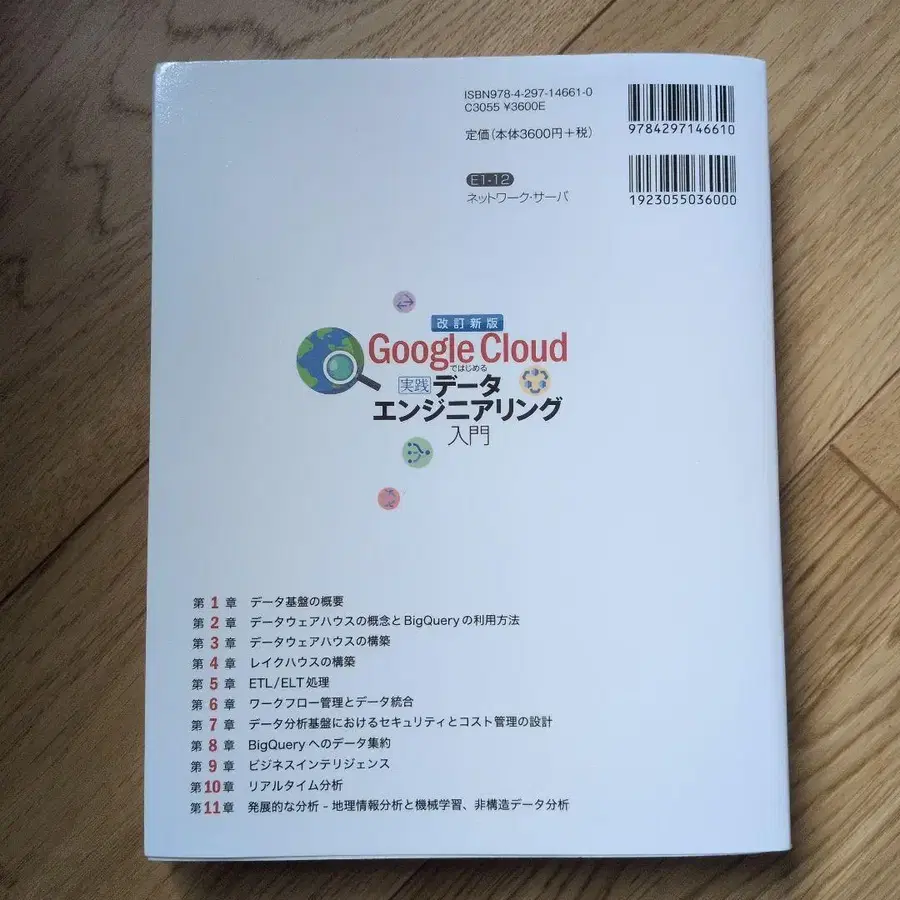 ISBN978-4-297-14661-0
C3055 ¥3600E
定価(本体3600円+税)
9784297146610
E1-12
ネットワーク・サーバ
1923055036000
改訂新版
Google Cloud
ではじめる
実践 データ
エンジニアリング
入門
第1章 データ基盤の概要
第2章 データウェアハウスの概念とBigQueryの利用方法
第3章 データウェアハウスの構築
第4章 レイクハウスの構築
第5章 ETL/ELT処理
第6章 ワークフロー管理とデータ統合
第7章 データ分析基盤におけるセキュリティとコスト管理の設計
第8章 BigQueryへのデータ集約
第9章 ビジネスインテリジェンス
第10章 リアルタイム分析
第11章 発展的な分析 - 地理情報分析と機械学習、非構造データ分析